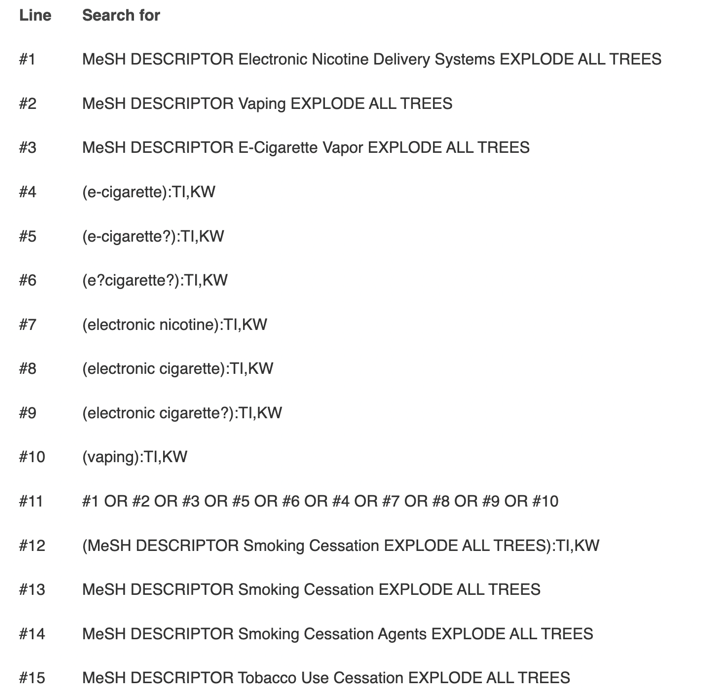 Line Search for
#1 MeSH DESCRIPTOR Electronic Nicotine Delivery Systems EXPLODE ALL TREES
#2 MeSH DESCRIPTOR Vaping EXPLODE ALL TREES
#3 MeSH DESCRIPTOR E-Cigarette Vapor EXPLODE ALL TREES
#4 (e-cigarette):TI,KW
#5 (e-cigarette?):TI,KW
#6 (e?cigarette?):TI,KW
#7 (electronic nicotine):TI,KW
#8 (electronic cigarette):TI,KW
#9 (electronic cigarette?):TI,KW
#10 (vaping):TI,KW
#11 #1 OR #2 OR #3 OR #5 OR #6 OR #4 OR #7 OR #8 OR #9 OR #10
#12 (MeSH DESCRIPTOR Smoking Cessation EXPLODE ALL TREES):TI,KW
#13 MeSH DESCRIPTOR Smoking Cessation EXPLODE ALL TREES
#14 MeSH DESCRIPTOR Smoking Cessation Agents EXPLODE ALL TREES
#15 MeSH DESCRIPTOR Tobacco Use Cessation EXPLODE ALL TREES